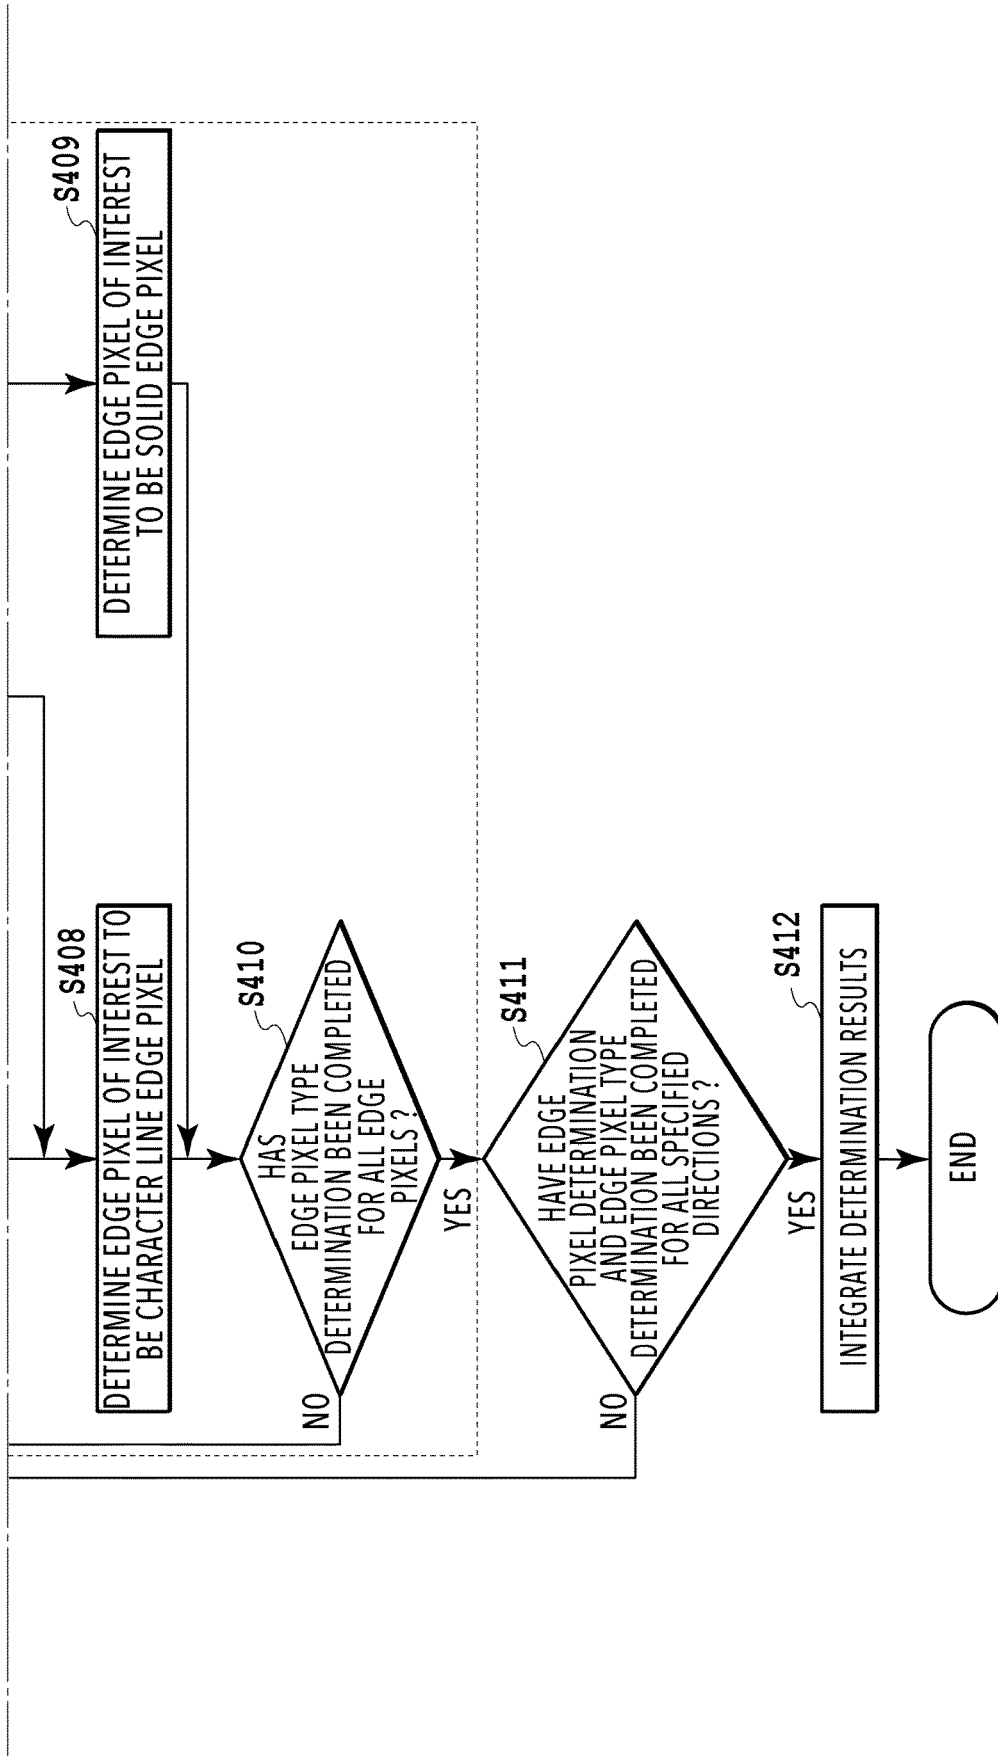 S408
DETERMINE EDGE PIXEL OF INTEREST TO
BE CHARACTER LINE EDGE PIXEL
S409
DETERMINE EDGE PIXEL OF INTEREST
TO BE SOLID EDGE PIXEL
S410
HAS
EDGE PIXEL TYPE
DETERMINATION BEEN COMPLETED
FOR ALL EDGE
PIXELS ?
NO
YES
S411
HAVE EDGE
PIXEL DETERMINATION
AND EDGE PIXEL TYPE
DETERMINATION BEEN COMPLETED
FOR ALL SPECIFIED
DIRECTIONS ?
NO
YES
S412
INTEGRATE DETERMINATION RESULTS
END